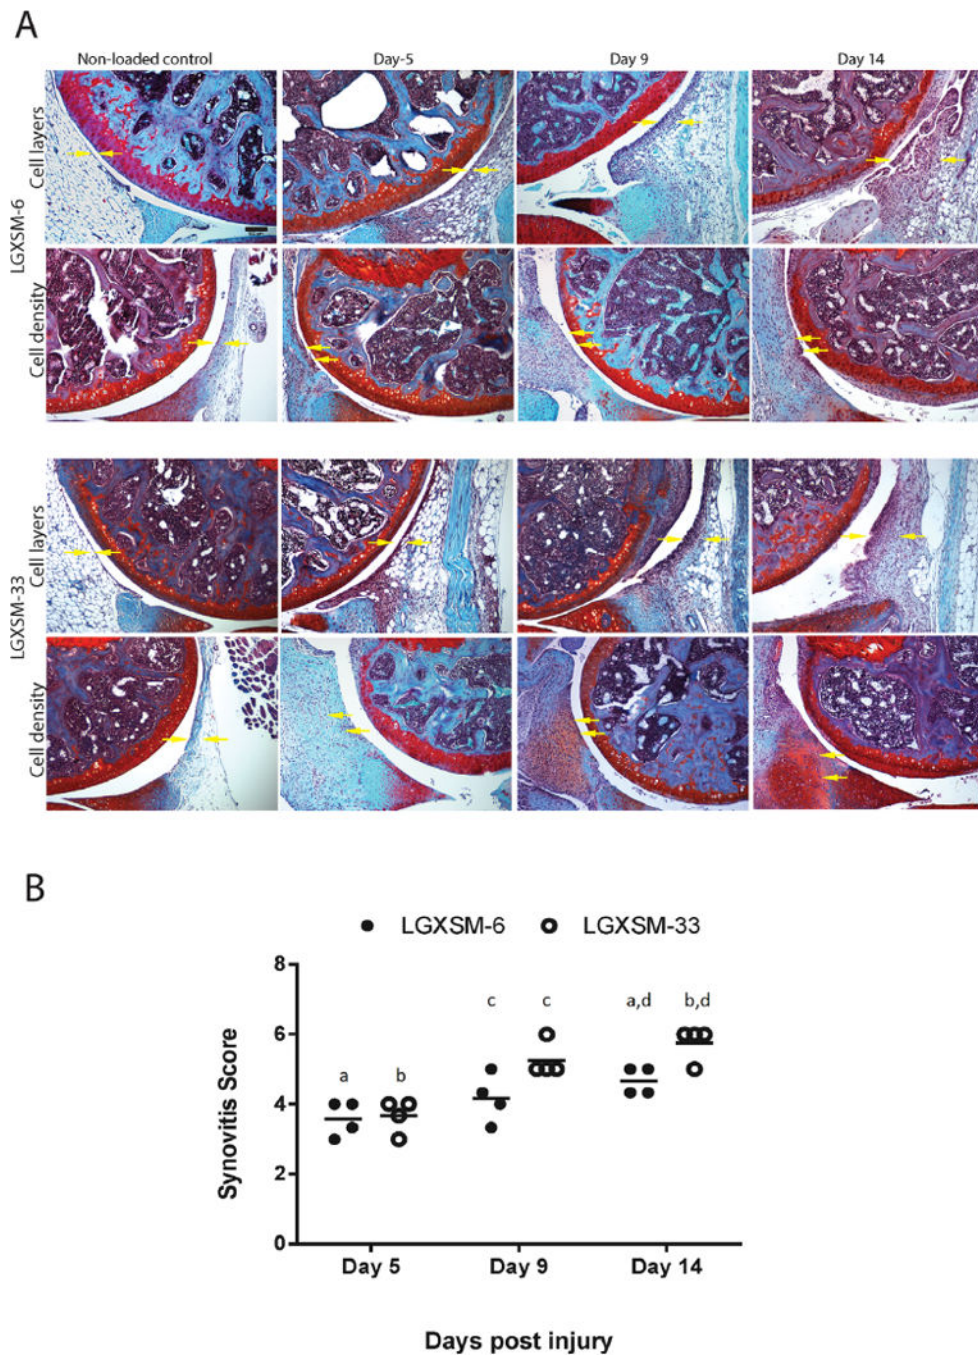 A
Non-loaded control Day-5 Day 9 Day 14
LGXSM-6
Cell layers
Cell density
LGXSM-33
Cell layers
Cell density
B
LGXSM-6 LGXSM-33
Synovitis Score
8
6
4
2
0
a b c c a,d b,d
Day 5 Day 9 Day 14
Days post injury